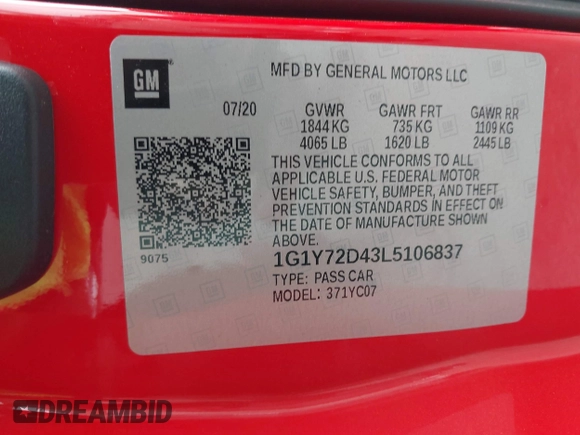 GM
MFD BY GENERAL MOTORS LLC
07/20 GVWR GAWR FRT GAWR RR
1844 KG 735 KG 1109 KG
4065 LB 1620 LB 2445 LB
THIS VEHICLE CONFORMS TO ALL
APPLICABLE U.S. FEDERAL MOTOR
VEHICLE SAFETY, BUMPER, AND THEFT
PREVENTION STANDARDS IN EFFECT ON
THE DATE OF MANUFACTURE SHOWN
ABOVE.
9075
1G1Y72D43L5106837
TYPE: PASS CAR
MODEL: 371YC07
DREAMBID